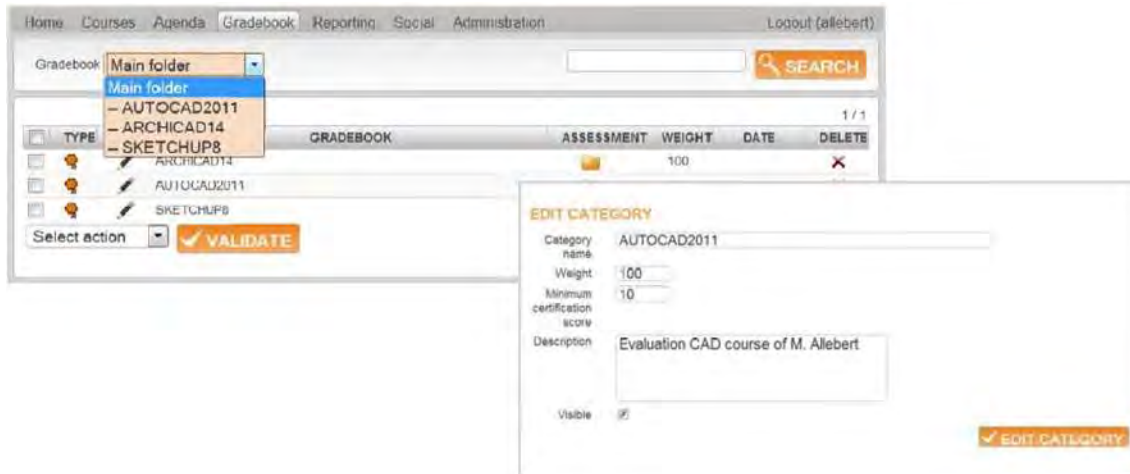 Home Courses Agenda Gradebook Reporting Social Administration Logout (allebert)
Gradebook Main folder SEARCH
Main folder
– AUTOCAD2011
– ARCHICAD14
– SKETCHUP8
1 / 1
TYPE GRADEBOOK ASSESSMENT WEIGHT DATE DELETE
ARCHICAD14 100
AUTOCAD2011
SKETCHUP8
Select action VALIDATE
EDIT CATEGORY
Category name AUTOCAD2011
Weight 100
Minimum certification score 10
Description Evaluation CAD course of M. Allebert
Visible
EDIT CATEGORY